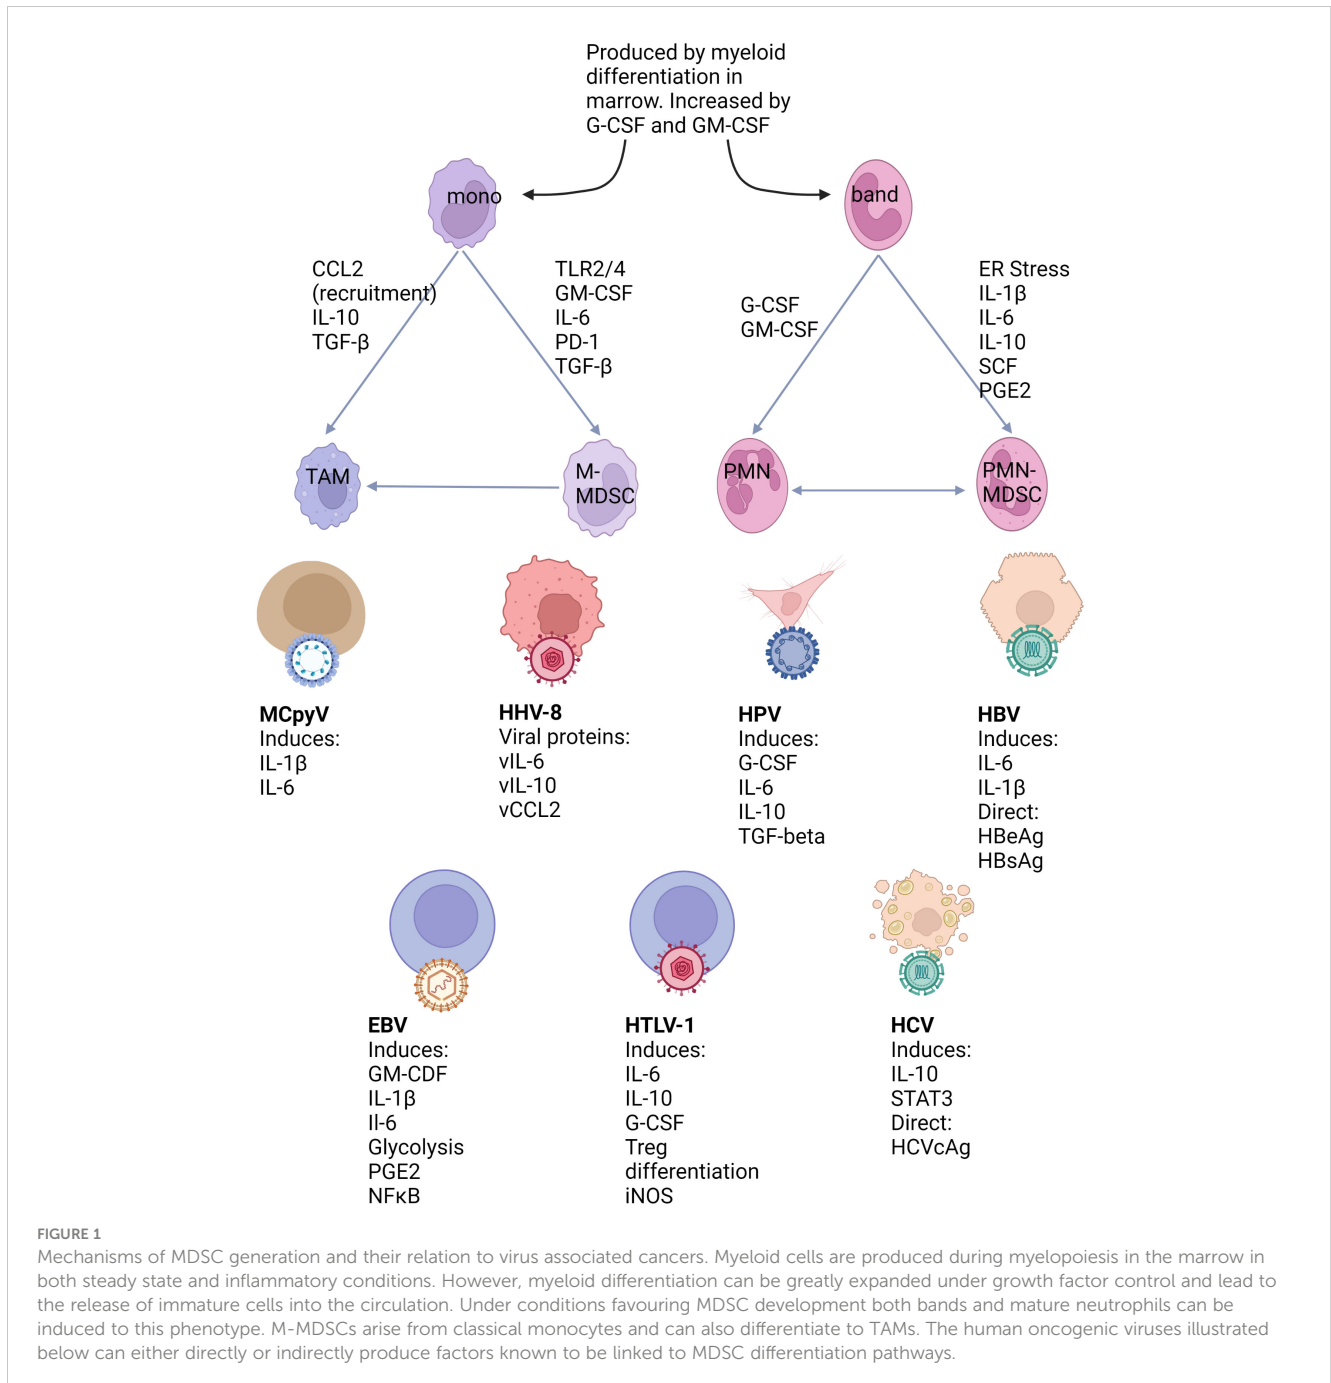 Produced by myeloid
differentiation in
marrow. Increased by
G-CSF and GM-CSF
mono
band
CCL2
(recruitment)
IL-10
TGF-β
TLR2/4
GM-CSF
IL-6
PD-1
TGF-β
G-CSF
GM-CSF
ER Stress
IL-1β
IL-6
IL-10
SCF
PGE2
TAM
M-
MDSC
PMN
PMN-
MDSC
MCpyV
Induces:
IL-1β
IL-6
HHV-8
Viral proteins:
vIL-6
vIL-10
vCCL2
HPV
Induces:
G-CSF
IL-6
IL-10
TGF-beta
HBV
Induces:
IL-6
IL-1β
Direct:
HBeAg
HBsAg
EBV
Induces:
GM-CDF
IL-1β
Il-6
Glycolysis
PGE2
NFκB
HTLV-1
Induces:
IL-6
IL-10
G-CSF
Treg
differentiation
iNOS
HCV
Induces:
IL-10
STAT3
Direct:
HCVcAg
FIGURE 1
Mechanisms of MDSC generation and their relation to virus associated cancers. Myeloid cells are produced during myelopoiesis in the marrow in
both steady state and inflammatory conditions. However, myeloid differentiation can be greatly expanded under growth factor control and lead to
the release of immature cells into the circulation. Under conditions favouring MDSC development both bands and mature neutrophils can be
induced to this phenotype. M-MDSCs arise from classical monocytes and can also differentiate to TAMs. The human oncogenic viruses illustrated
below can either directly or indirectly produce factors known to be linked to MDSC differentiation pathways.